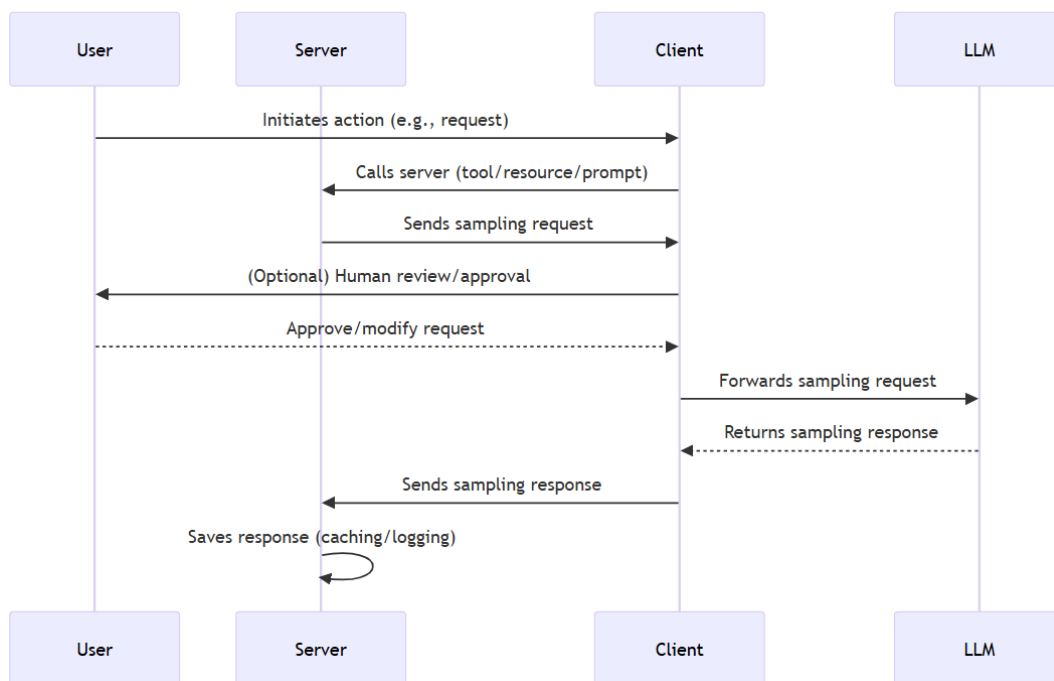 User
Server
Client
LLM
Initiates action (e.g., request)
Calls server (tool/resource/prompt)
Sends sampling request
(Optional) Human review/approval
Approve/modify request
Forwards sampling request
Returns sampling response
Sends sampling response
Saves response (caching/logging)
User
Server
Client
LLM